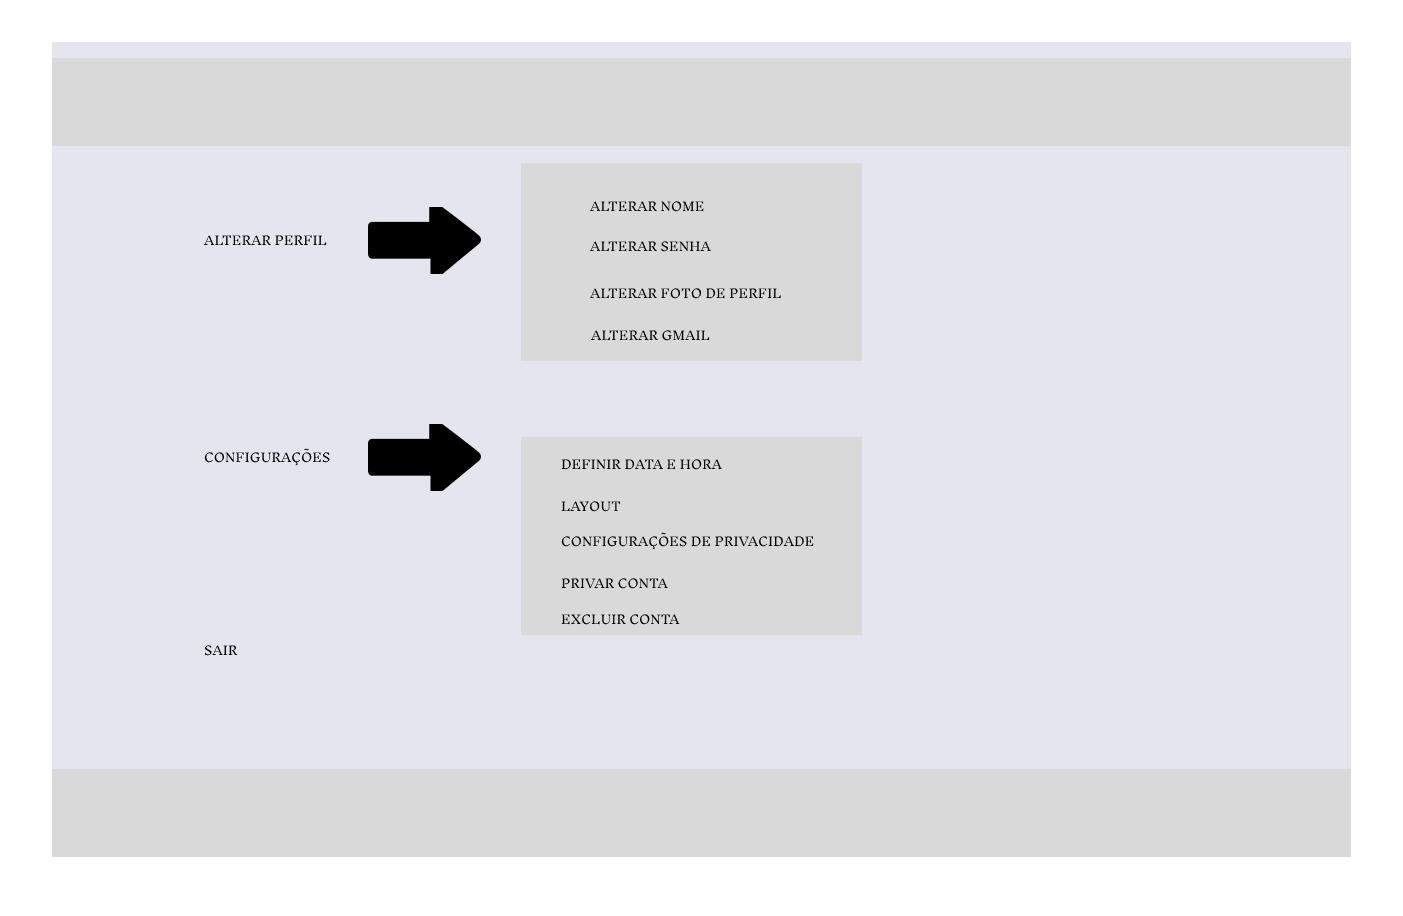 ALTERAR PERFIL
ALTERAR NOME
ALTERAR SENHA
ALTERAR FOTO DE PERFIL
ALTERAR GMAIL
CONFIGURAÇÕES
DEFINIR DATA E HORA
LAYOUT
CONFIGURAÇÕES DE PRIVACIDADE
PRIVAR CONTA
EXCLUIR CONTA
SAIR